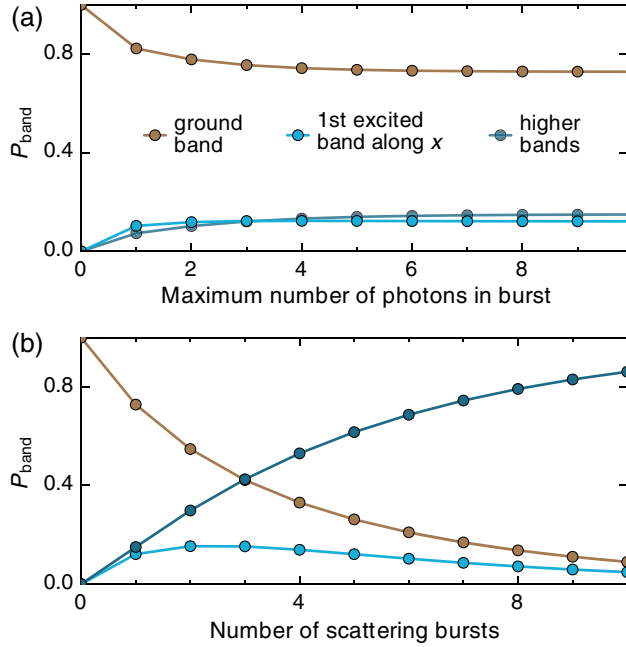 (a)
0.8
0.4
0.0
P_band
ground band
1st excited band along x
higher bands
0 2 4 6 8
Maximum number of photons in burst
(b)
0.8
0.4
0.0
P_band
0 4 8
Number of scattering bursts